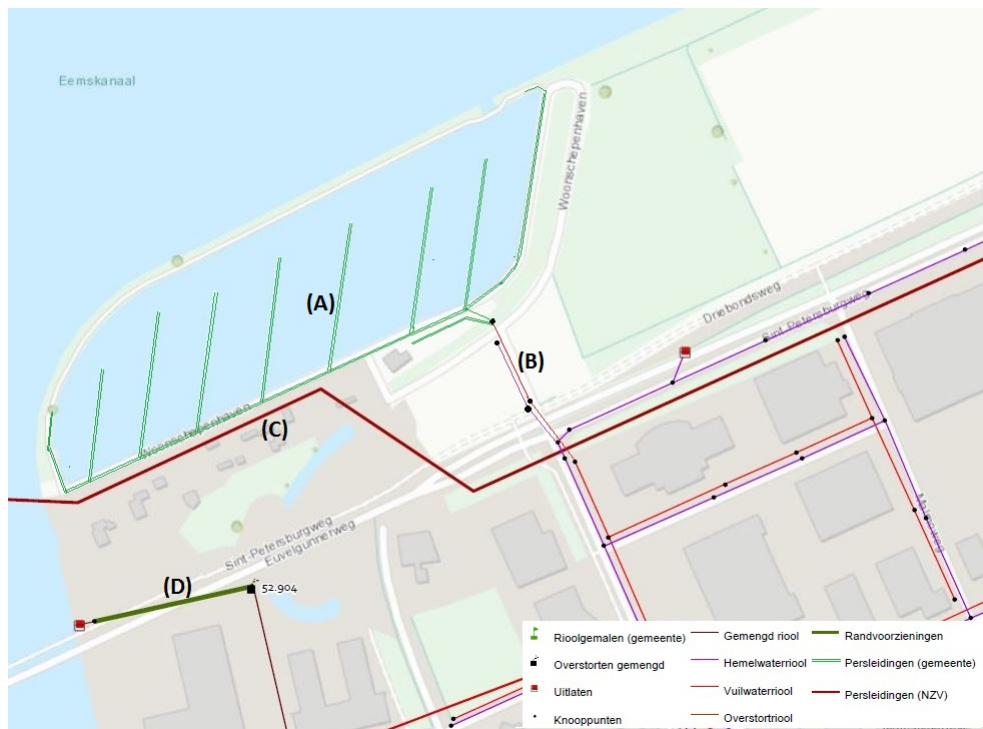 Eemskanaal
Woonschepenhaven
(A)
Driebondsweg
Sint-Petersburgweg
(B)
Woonschepenhaven
(C)
Sint-Petersburgweg
Euvelgunnerweg
(D)
52.904
Rioolgemalen (gemeente)
Gemengd riool
Randvoorzieningen
Overstorten gemengd
Hemelwaterriool
Persleidingen (gemeente)
Uitlaten
Vuilwaterriool
Persleidingen (NZV)
Knooppunten
Overstortriool